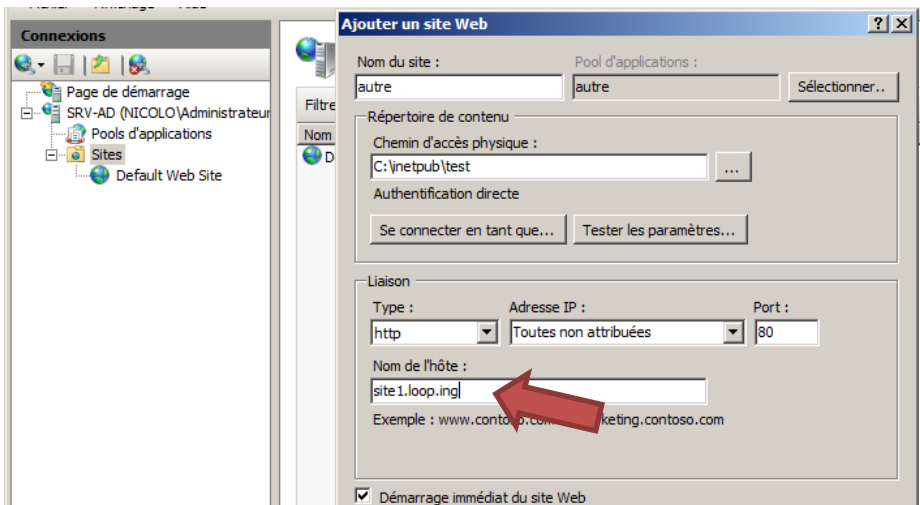 Connexions
Page de démarrage
SRV-AD (NICOLO\Administrateur
Pools d'applications
Sites
Default Web Site
Filtre
Nom
D
Ajouter un site Web
Nom du site :
Pool d'applications :
autre
autre
Sélectionner..
Répertoire de contenu
Chemin d'accès physique :
C:\inetpub\test
...
Authentification directe
Se connecter en tant que...
Tester les paramètres...
Liaison
Type :
Adresse IP :
Port :
http
Toutes non attribuées
80
Nom de l'hôte :
site1.loop.ing
Exemple : www.contoso.com keting.contoso.com
Démarrage immédiat du site Web